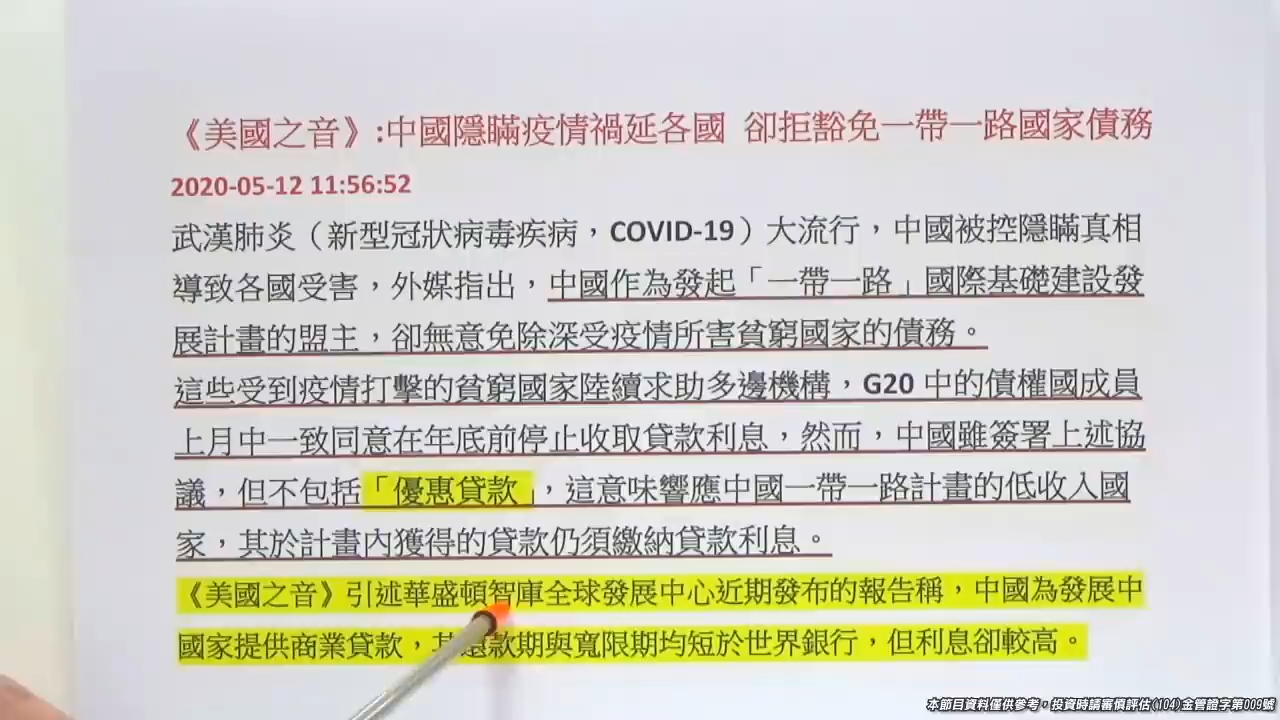 《美國之音》:中國隱瞞疫情禍延各國 卻拒豁免一帶一路國家債務
2020-05-12 11:56:52
武漢肺炎（新型冠狀病毒疾病，COVID-19）大流行，中國被控隱瞞真相
導致各國受害，外媒指出，中國作為發起「一帶一路」國際基礎建設發
展計畫的盟主，卻無意免除深受疫情所害貧窮國家的債務。
這些受到疫情打擊的貧窮國家陸續求助多邊機構，G20 中的債權國成員
上月中一致同意在年底前停止收取貸款利息，然而，中國雖簽署上述協
議，但不包括「優惠貸款」，這意味響應中國一帶一路計畫的低收入國
家，其於計畫內獲得的貸款仍須繳納貸款利息。
《美國之音》引述華盛頓智庫全球發展中心近期發布的報告稱，中國為發展中
國家提供商業貸款，款期與寬限期均短於世界銀行，但利息卻較高。
本節目資料僅供參考，投資時請審慎評估(104)金管證字第009號